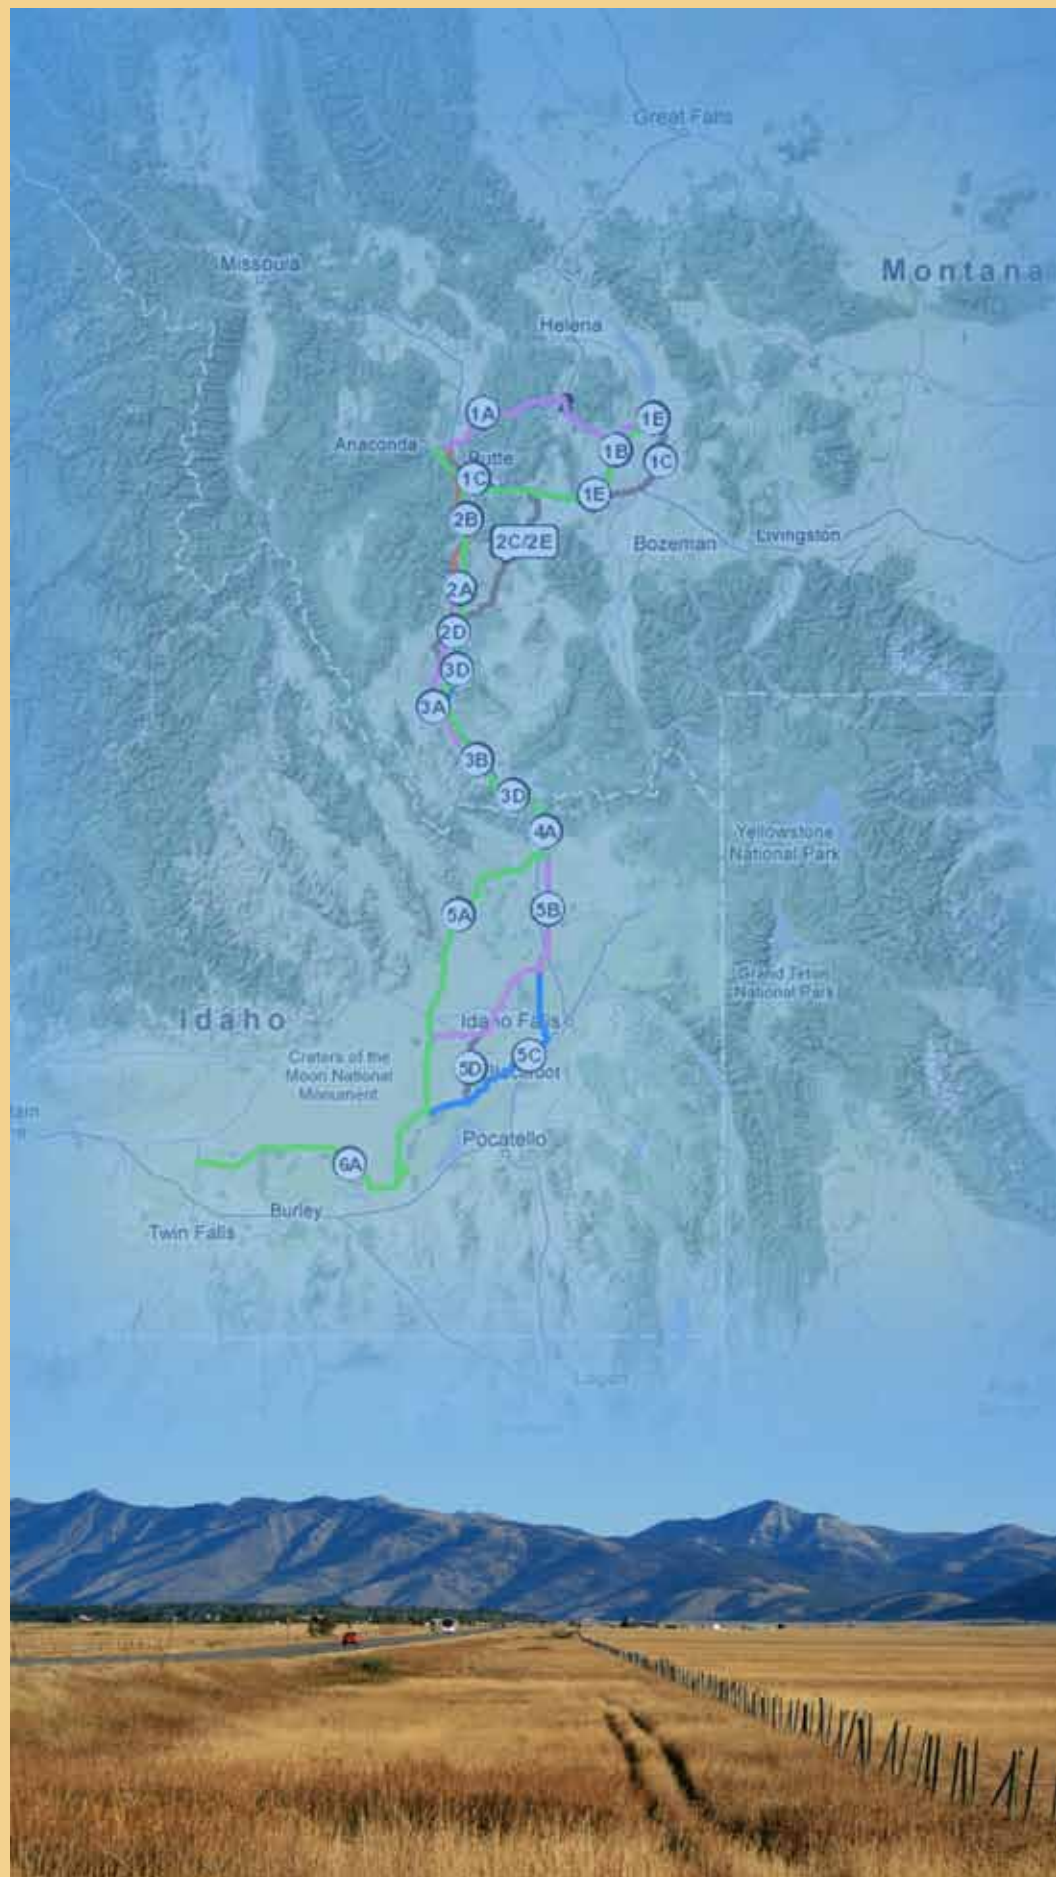 Great Falls
Missoula
Montana
Helena
1A
1E
Anaconda
1B
Butte
1C
1C
1E
2B
2C/2E
Bozeman
Livingston
2A
2D
3D
3A
3B
3D
4A
Yellowstone
National Park
5A
5B
Grand Teton
National Park
Idaho
Idaho Falls
Craters of the
Moon National
Monument
5C
5D
Pocatello
6A
Burley
Twin Falls
Logan